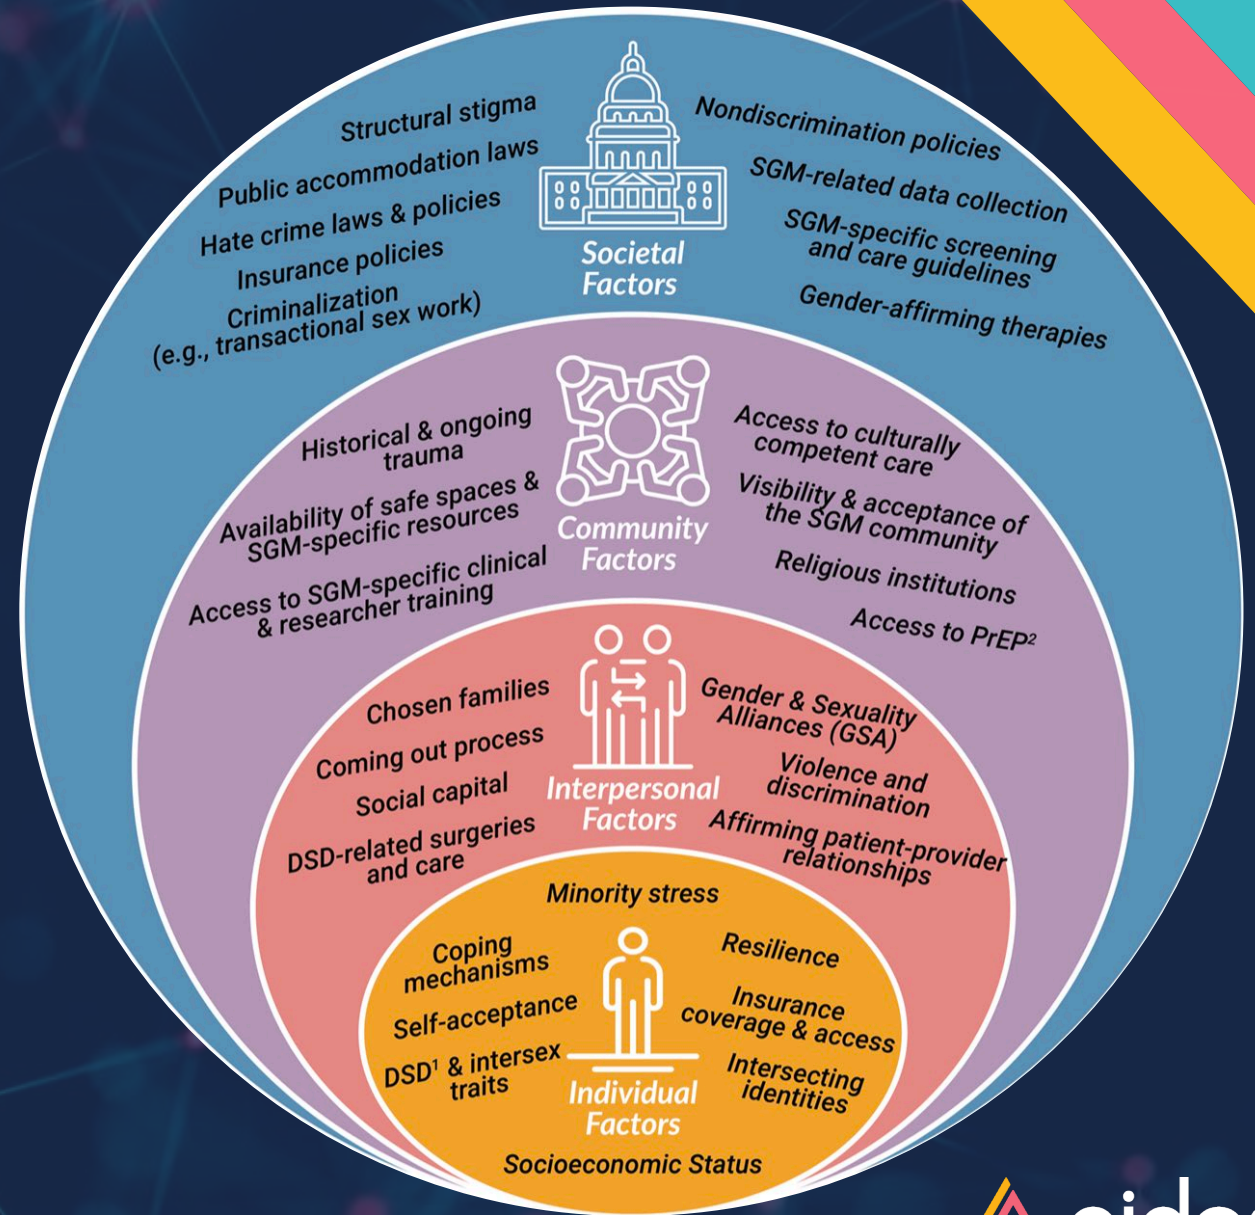 Structural stigma
Public accommodation laws
Hate crime laws & policies
Insurance policies
Criminalization
(e.g., transactional sex work)
Nondiscrimination policies
SGM-related data collection
SGM-specific screening
and care guidelines
Gender-affirming therapies
Societal
Factors
Historical & ongoing
trauma
Availability of safe spaces &
SGM-specific resources
Access to SGM-specific clinical
& researcher training
Access to culturally
competent care
Visibility & acceptance of
the SGM community
Religious institutions
Access to PrEP²
Community
Factors
Chosen families
Coming out process
Social capital
DSD-related surgeries
and care
Gender & Sexuality
Alliances (GSA)
Violence and
discrimination
Affirming patient-provider
relationships
Interpersonal
Factors
Minority stress
Coping
mechanisms
Self-acceptance
DSD¹ & intersex
traits
Resilience
Insurance
coverage & access
Intersecting
identities
Individual
Factors
Socioeconomic Status